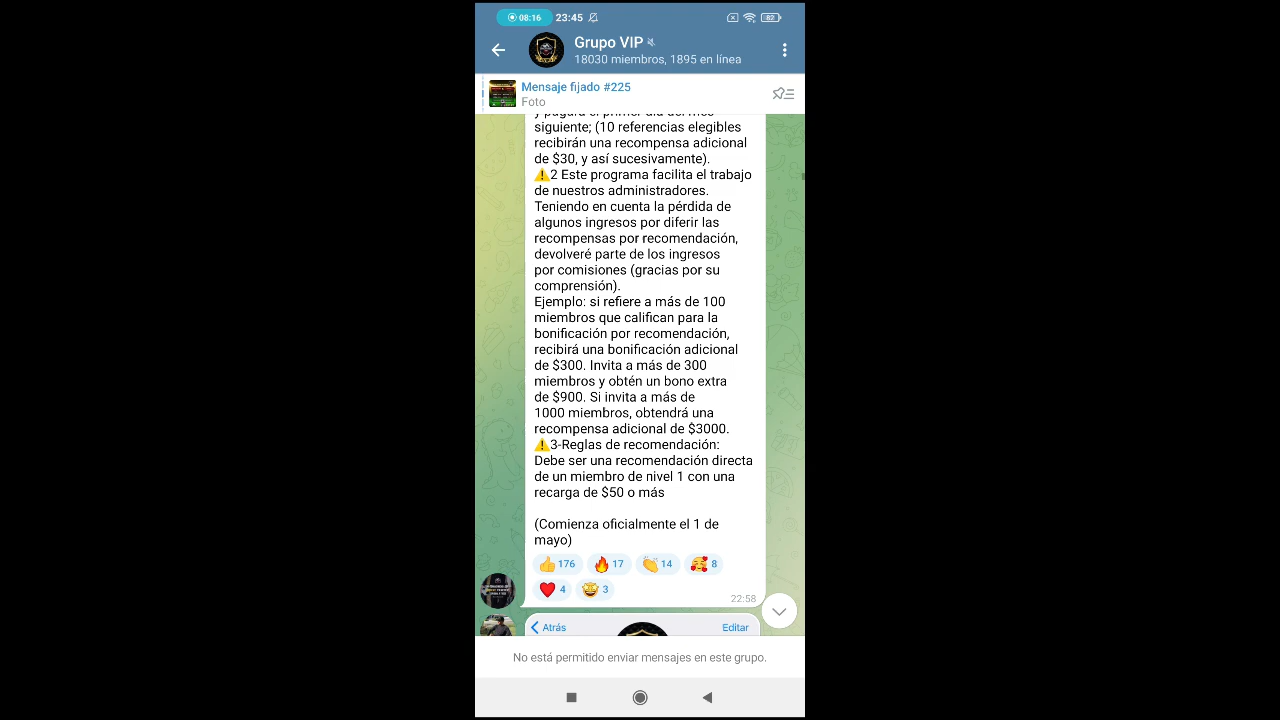 08:16 23:45 82
Grupo VIP
18030 miembros, 1895 en línea
Mensaje fijado #225
Foto
y pagará el primer día del mes
siguiente; (10 referencias elegibles
recibirán una recompensa adicional
de $30, y así sucesivamente).
⚠️2 Este programa facilita el trabajo
de nuestros administradores.
Teniendo en cuenta la pérdida de
algunos ingresos por diferir las
recompensas por recomendación,
devolveré parte de los ingresos
por comisiones (gracias por su
comprensión).
Ejemplo: si refiere a más de 100
miembros que califican para la
bonificación por recomendación,
recibirá una bonificación adicional
de $300. Invita a más de 300
miembros y obtén un bono extra
de $900. Si invita a más de
1000 miembros, obtendrá una
recompensa adicional de $3000.
⚠️3-Reglas de recomendación:
Debe ser una recomendación directa
de un miembro de nivel 1 con una
recarga de $50 o más
(Comienza oficialmente el 1 de
mayo)
👍 176 🔥 17 👏 14 🥰 8
❤️ 4 🤩 3
22:58
Atrás Editar
No está permitido enviar mensajes en este grupo.